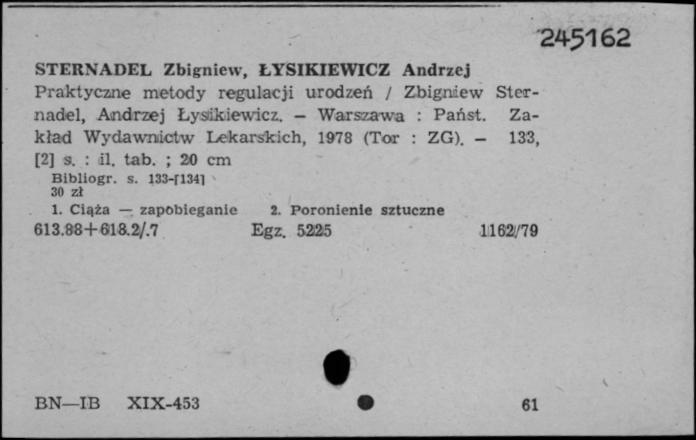 245162
STERNADEL Zbigniew, ŁYSIKIEWICZ Andrzej
Praktyczne metody regulacji urodzeń / Zbigniew Ster-
nadel, Andrzej Łysikiewicz. — Warszawa : Państ. Za-
kład Wydawnictw Lekarskich, 1978 (Tor : ZG). — 133,
[2] s. : il. tab. ; 20 cm
Bibliogr. s. 133-[134]
30 zł
1. Ciąża — zapobieganie 2. Poronienie sztuczne
613.88+618.2/.7 Egz. 5225 1162/79
BN—IB XIX-453 61